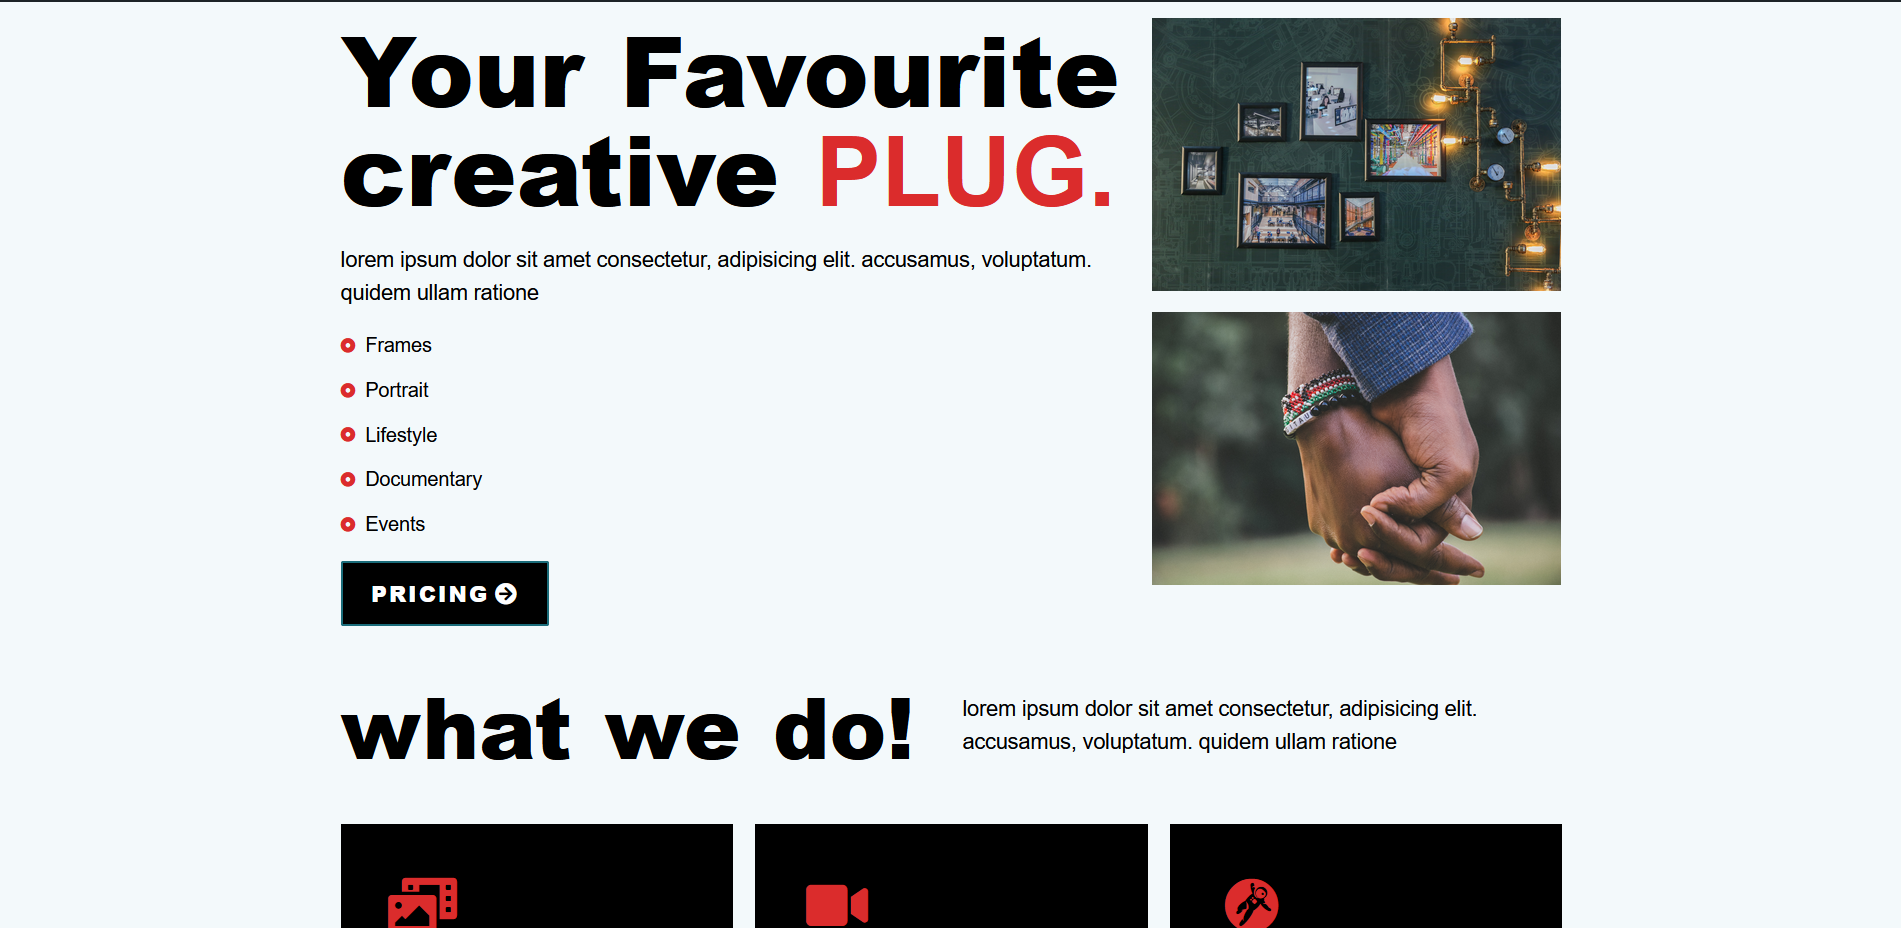 Your Favourite
creative PLUG.
lorem ipsum dolor sit amet consectetur, adipisicing elit. accusamus, voluptatum.
quidem ullam ratione
Frames
Portrait
Lifestyle
Documentary
Events
PRICING
what we do!
lorem ipsum dolor sit amet consectetur, adipisicing elit.
accusamus, voluptatum. quidem ullam ratione